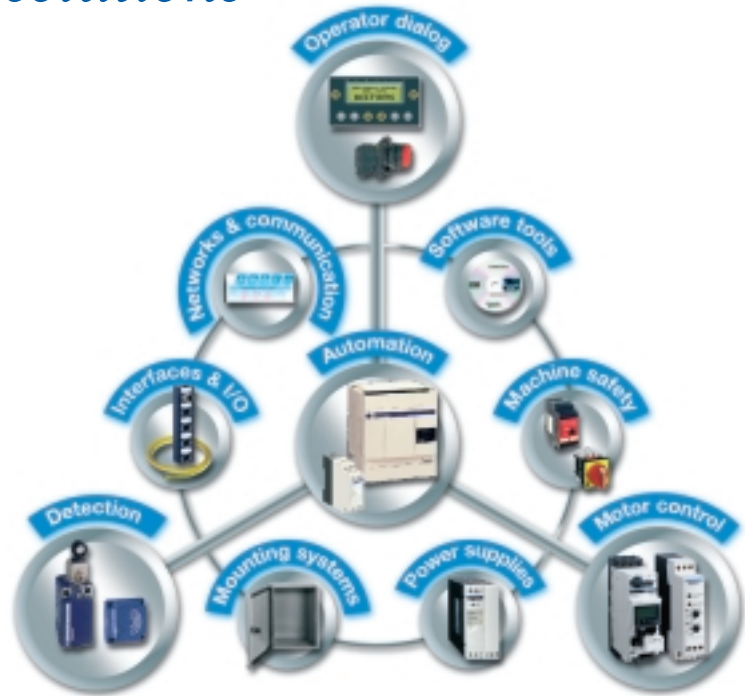 Operator dialog
Networks & communication
Software tools
Automation
Interfaces & I/O
Machine safety
Detection
Motor control
Mounting systems
Power supplies